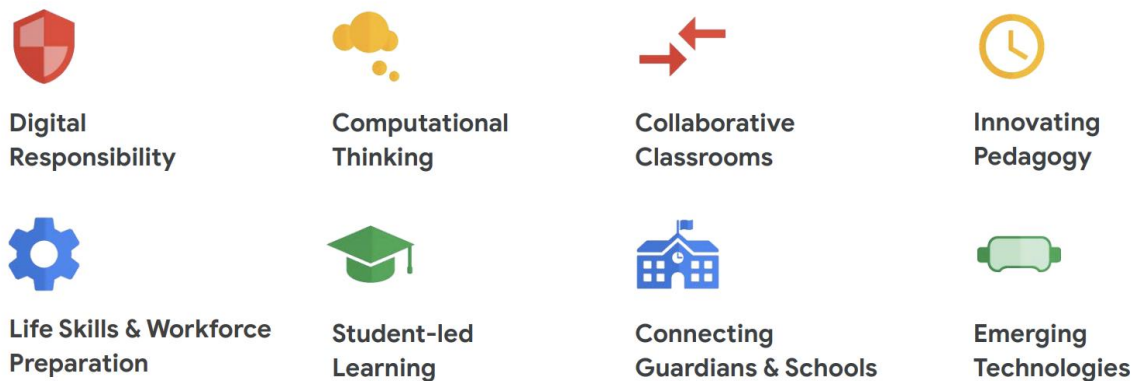 Digital
Responsibility
Computational
Thinking
Collaborative
Classrooms
Innovating
Pedagogy
Life Skills & Workforce
Preparation
Student-led
Learning
Connecting
Guardians & Schools
Emerging
Technologies